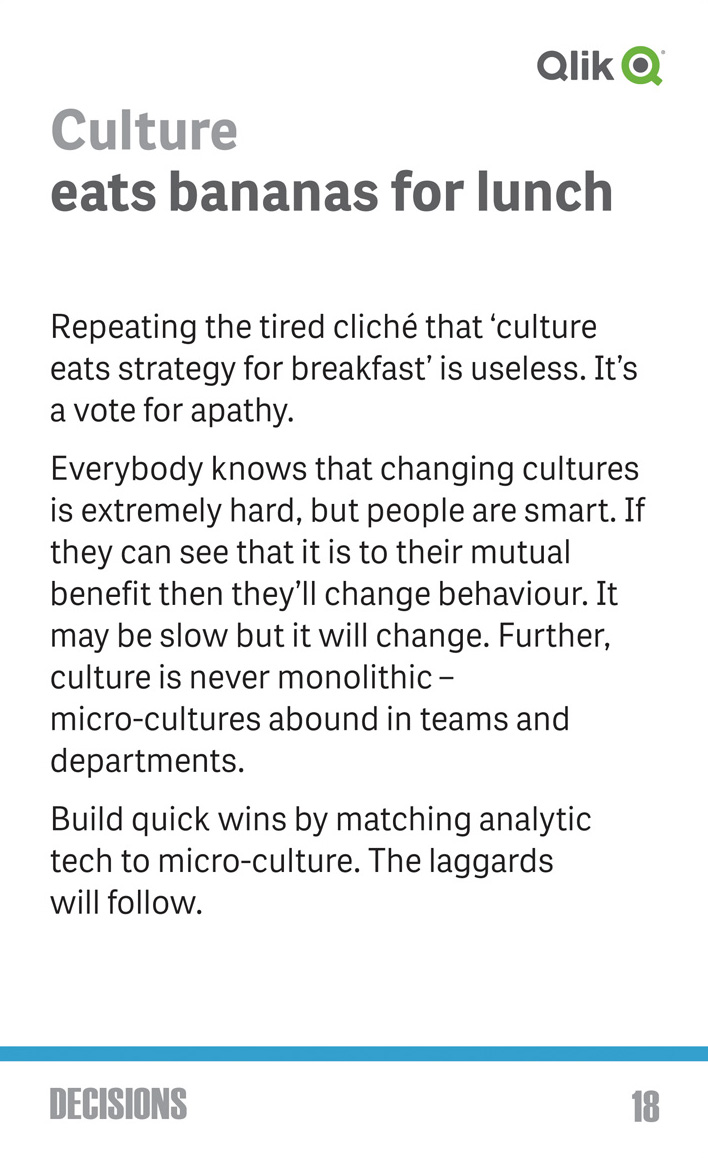 Qlik
Culture
eats bananas for lunch
Repeating the tired cliché that ‘culture
eats strategy for breakfast’ is useless. It’s
a vote for apathy.
Everybody knows that changing cultures
is extremely hard, but people are smart. If
they can see that it is to their mutual
benefit then they’ll change behaviour. It
may be slow but it will change. Further,
culture is never monolithic –
micro-cultures abound in teams and
departments.
Build quick wins by matching analytic
tech to micro-culture. The laggards
will follow.
DECISIONS
18